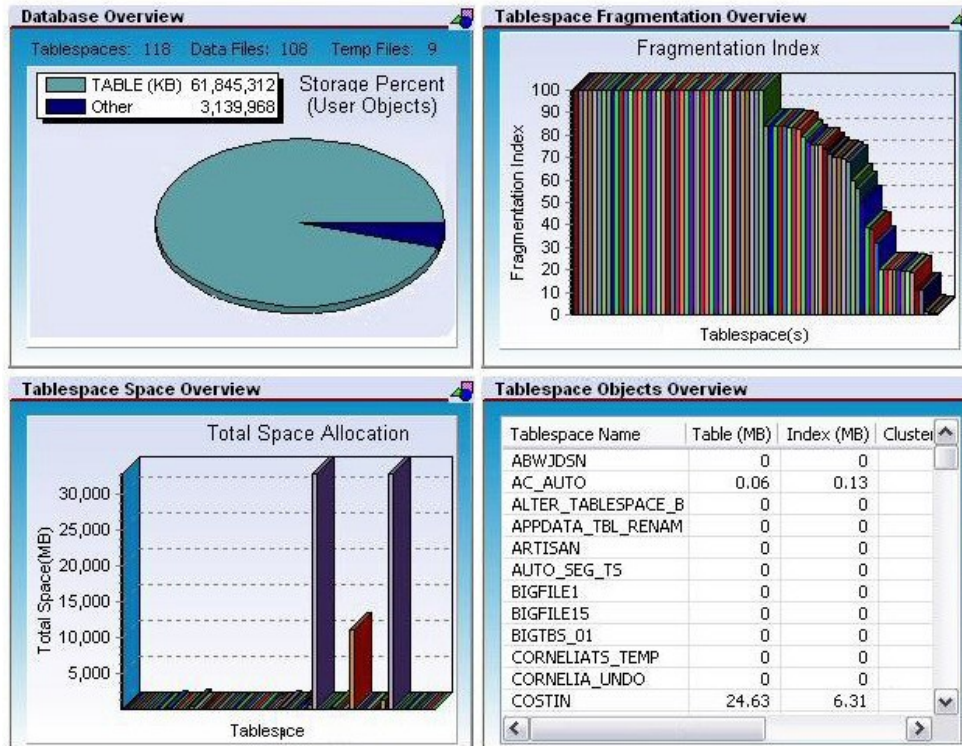 Database Overview
Tablespaces: 118 Data Files: 108 Temp Files: 9
TABLE (KB) 61,845,312
Other 3,139,968
Storage Percent
(User Objects)
Tablespace Fragmentation Overview
Fragmentation Index
Fragmentation Index
100
90
80
70
60
50
40
30
20
10
0
Tablespace(s)
Tablespace Space Overview
Total Space Allocation
Total Space(MB)
30,000
25,000
20,000
15,000
10,000
5,000
Tablespace
Tablespace Objects Overview
Tablespace Name Table (MB) Index (MB) Cluster
ABWJDSN 0 0
AC_AUTO 0.06 0.13
ALTER_TABLESPACE_B 0 0
APPDATA_TBL_RENAM 0 0
ARTISAN 0 0
AUTO_SEG_TS 0 0
BIGFILE1 0 0
BIGFILE15 0 0
BIGTBS_01 0 0
CORNELIATS_TEMP 0 0
CORNELIA_UNDO 0 0
COSTIN 24.63 6.31